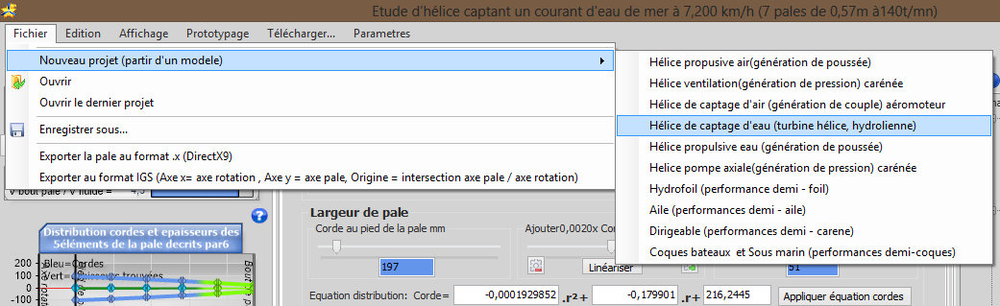 Etude d'hélice captant un courant d'eau de mer à 7,200 km/h (7 pales de 0,57m à140t/mn)
Fichier Edition Affichage Prototypage Télécharger... Parametres
Nouveau projet (partir d'un modele)
Ouvrir
Ouvrir le dernier projet
Enregistrer sous...
Exporter la pale au format .x (DirectX9)
Exporter au format IGS (Axe x= axe rotation , Axe y = axe pale, Origine = intersection axe pale / axe rotation)
Hélice propusive air(génération de poussée)
Hélice ventilation(génération de pression) carénée
Hélice de captage d'air (génération de couple) aéromoteur
Hélice de captage d'eau (turbine hélice, hydrolienne)
Hélice propulsive eau (génération de poussée)
Helice pompe axiale(génération de pression) carénée
Hydrofoil (performance demi - foil)
Aile (performances demi - aile)
Dirigeable (performances demi - carene)
Coques bateaux et Sous marin (performances demi-coques)
V bout pale / V fluide =
Distribution cordes et epaisseurs des
5éléments de la pale decrits par6
Bleu=Cordes
Vert=Epaisseurs trouvées
200
100
0
-100
Largeur de pale
Corde au pied de la pale mm
Ajouter0,0020x Co
197
Linéariser
51
Equation distribution: Corde= -0,0001929852 .r²+ -0,179901 .r+ 216,2445 Appliquer équation cordes